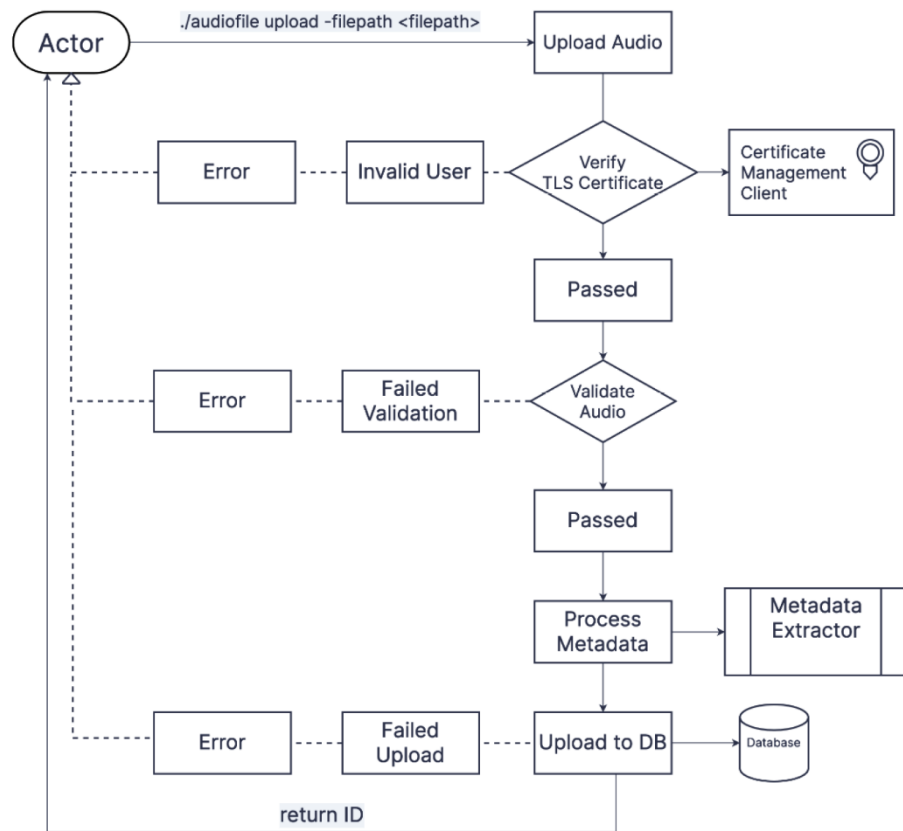 ./audiofile upload -filepath <filepath>
Actor
Upload Audio
Error
Invalid User
Verify
TLS Certificate
Certificate
Management
Client
Passed
Error
Failed
Validation
Validate
Audio
Passed
Process
Metadata
Metadata
Extractor
Error
Failed
Upload
Upload to DB
Database
return ID